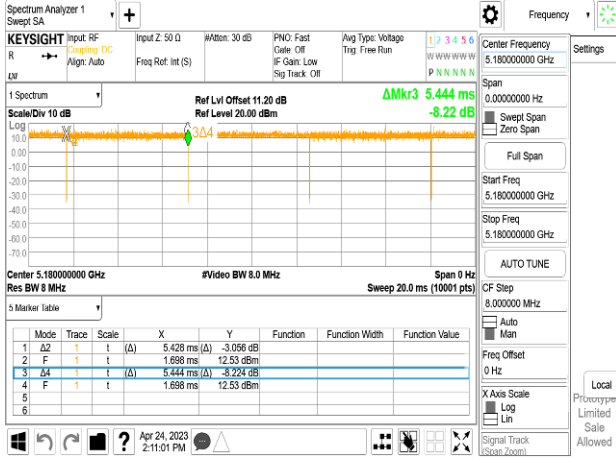 Spectrum Analyzer 1
Swept SA
Frequency
KEYSIGHT
R
Input: RF
Coupling: DC
Align: Auto
Input Z: 50 Ω
Freq Ref: Int (S)
#Atten: 30 dB
PNO: Fast
Gate: Off
IF Gain: Low
Sig Track: Off
Avg Type: Voltage
Trig: Free Run
1 2 3 4 5 6
W W W W W W
P N N N N N
1 Spectrum
Scale/Div 10 dB
Ref Lvl Offset 11.20 dB
Ref Level 20.00 dBm
ΔMkr3 5.444 ms
-8.22 dB
Log
10.0
0.00
-10.0
-20.0
-30.0
-40.0
-50.0
-60.0
-70.0
3Δ4
Center 5.180000000 GHz
Res BW 8 MHz
#Video BW 8.0 MHz
Span 0 Hz
Sweep 20.0 ms (10001 pts)
5 Marker Table
Mode Trace Scale X Y Function Function Width Function Value
1 Δ2 1 t (Δ) 5.428 ms (Δ) -3.056 dB
2 F 1 t 1.698 ms 12.53 dBm
3 Δ4 1 t (Δ) 5.444 ms (Δ) -8.224 dB
4 F 1 t 1.698 ms 12.53 dBm
5
6
Apr 24, 2023
2:11:01 PM
?
Center Frequency
5.180000000 GHz
Span
0.00000000 Hz
Swept Span
Zero Span
Full Span
Start Freq
5.180000000 GHz
Stop Freq
5.180000000 GHz
AUTO TUNE
CF Step
8.000000 MHz
Auto
Man
Freq Offset
0 Hz
X Axis Scale
Log
Lin
Signal Track
(Span Zoom)
Settings
Local
Prototype
Limited
Sale
Allowed